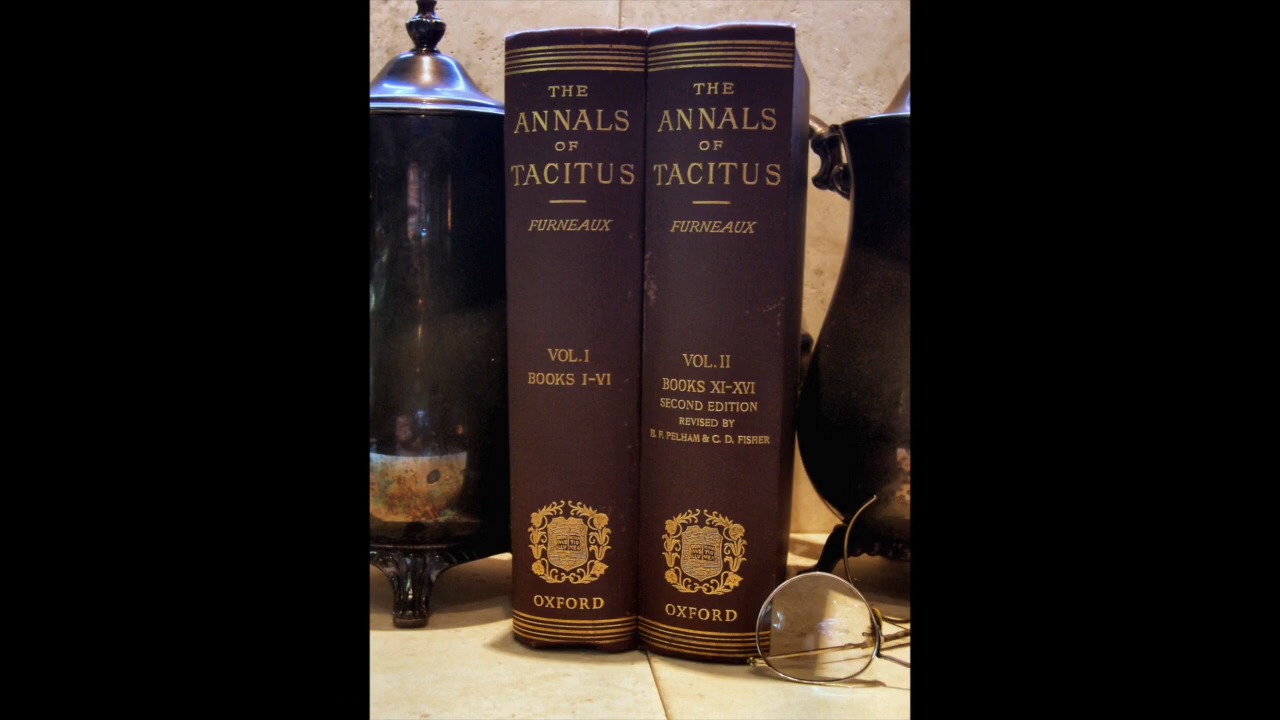 THE
ANNALS
OF
TACITUS
FURNEAUX
VOL. I
BOOKS I-VI
OXFORD
THE
ANNALS
OF
TACITUS
FURNEAUX
VOL. II
BOOKS XI-XVI
SECOND EDITION
REVISED BY
H. F. PELHAM & C. D. FISHER
OXFORD